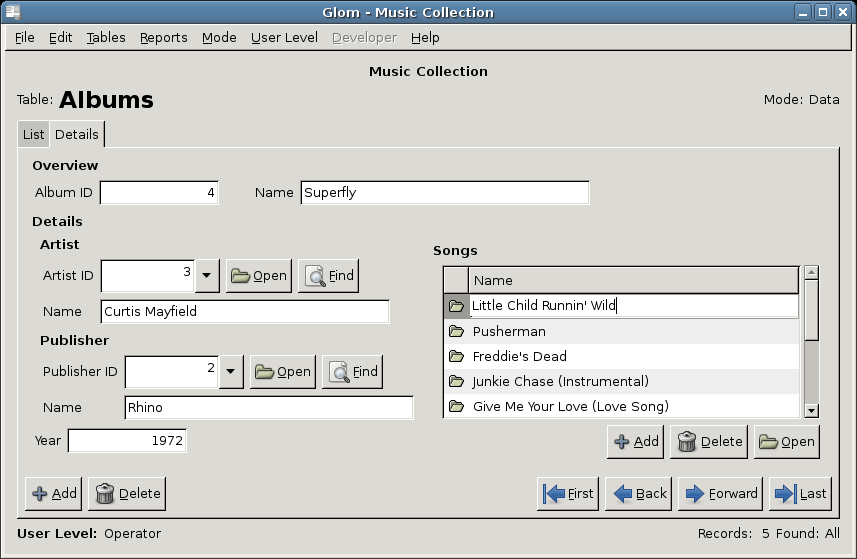 Glom - Music Collection
File Edit Tables Reports Mode User Level Developer Help
Music Collection
Table: Albums Mode: Data
List Details
Overview
Album ID 4 Name Superfly
Details
Artist
Artist ID 3 Open Find
Name Curtis Mayfield
Publisher
Publisher ID 2 Open Find
Name Rhino
Year 1972
Songs
Name
Little Child Runnin' Wild
Pusherman
Freddie's Dead
Junkie Chase (Instrumental)
Give Me Your Love (Love Song)
Add Delete Open
Add Delete First Back Forward Last
User Level: Operator Records: 5 Found: All